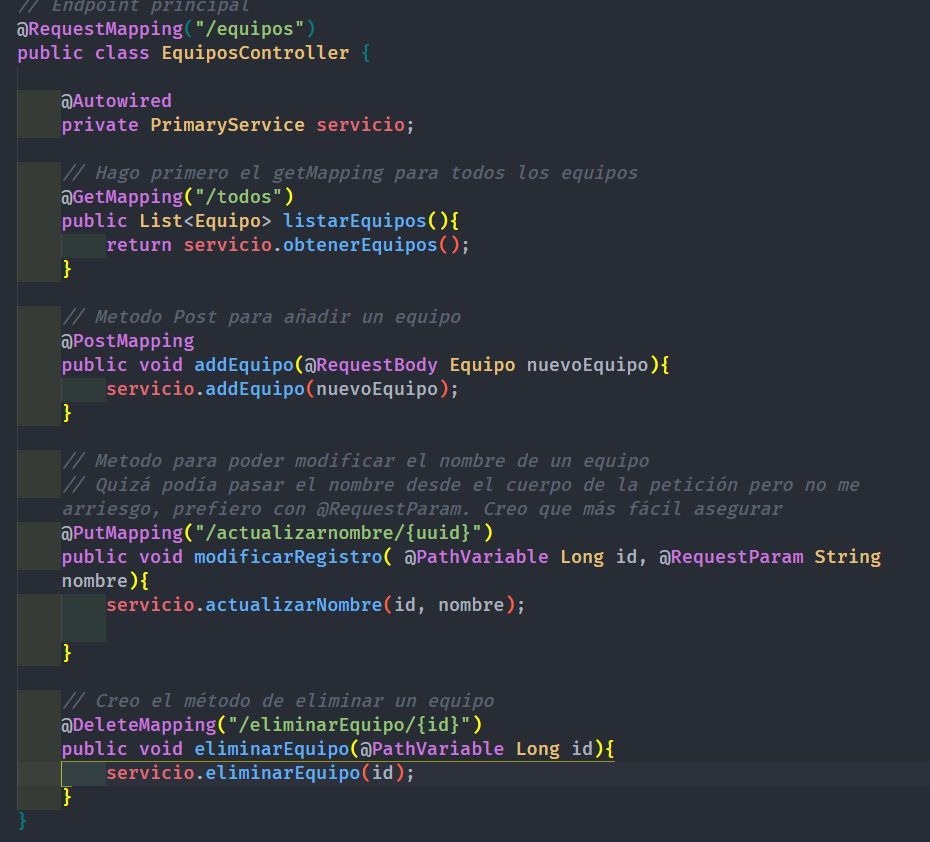 // Endpoint principal
@RequestMapping("/equipos")
public class EquiposController {
@Autowired
private PrimaryService servicio;
// Hago primero el getMapping para todos los equipos
@GetMapping("/todos")
public List<Equipo> listarEquipos(){
return servicio.obtenerEquipos();
}
// Metodo Post para añadir un equipo
@PostMapping
public void addEquipo(@RequestBody Equipo nuevoEquipo){
servicio.addEquipo(nuevoEquipo);
}
// Metodo para poder modificar el nombre de un equipo
// Quizá podía pasar el nombre desde el cuerpo de la petición pero no me
arriesgo, prefiero con @RequestParam. Creo que más fácil asegurar
@PutMapping("/actualizarnombre/{uuid}")
public void modificarRegistro( @PathVariable Long id, @RequestParam String
nombre){
servicio.actualizarNombre(id, nombre);
}
// Creo el método de eliminar un equipo
@DeleteMapping("/eliminarEquipo/{id}")
public void eliminarEquipo(@PathVariable Long id){
servicio.eliminarEquipo(id);
}
}